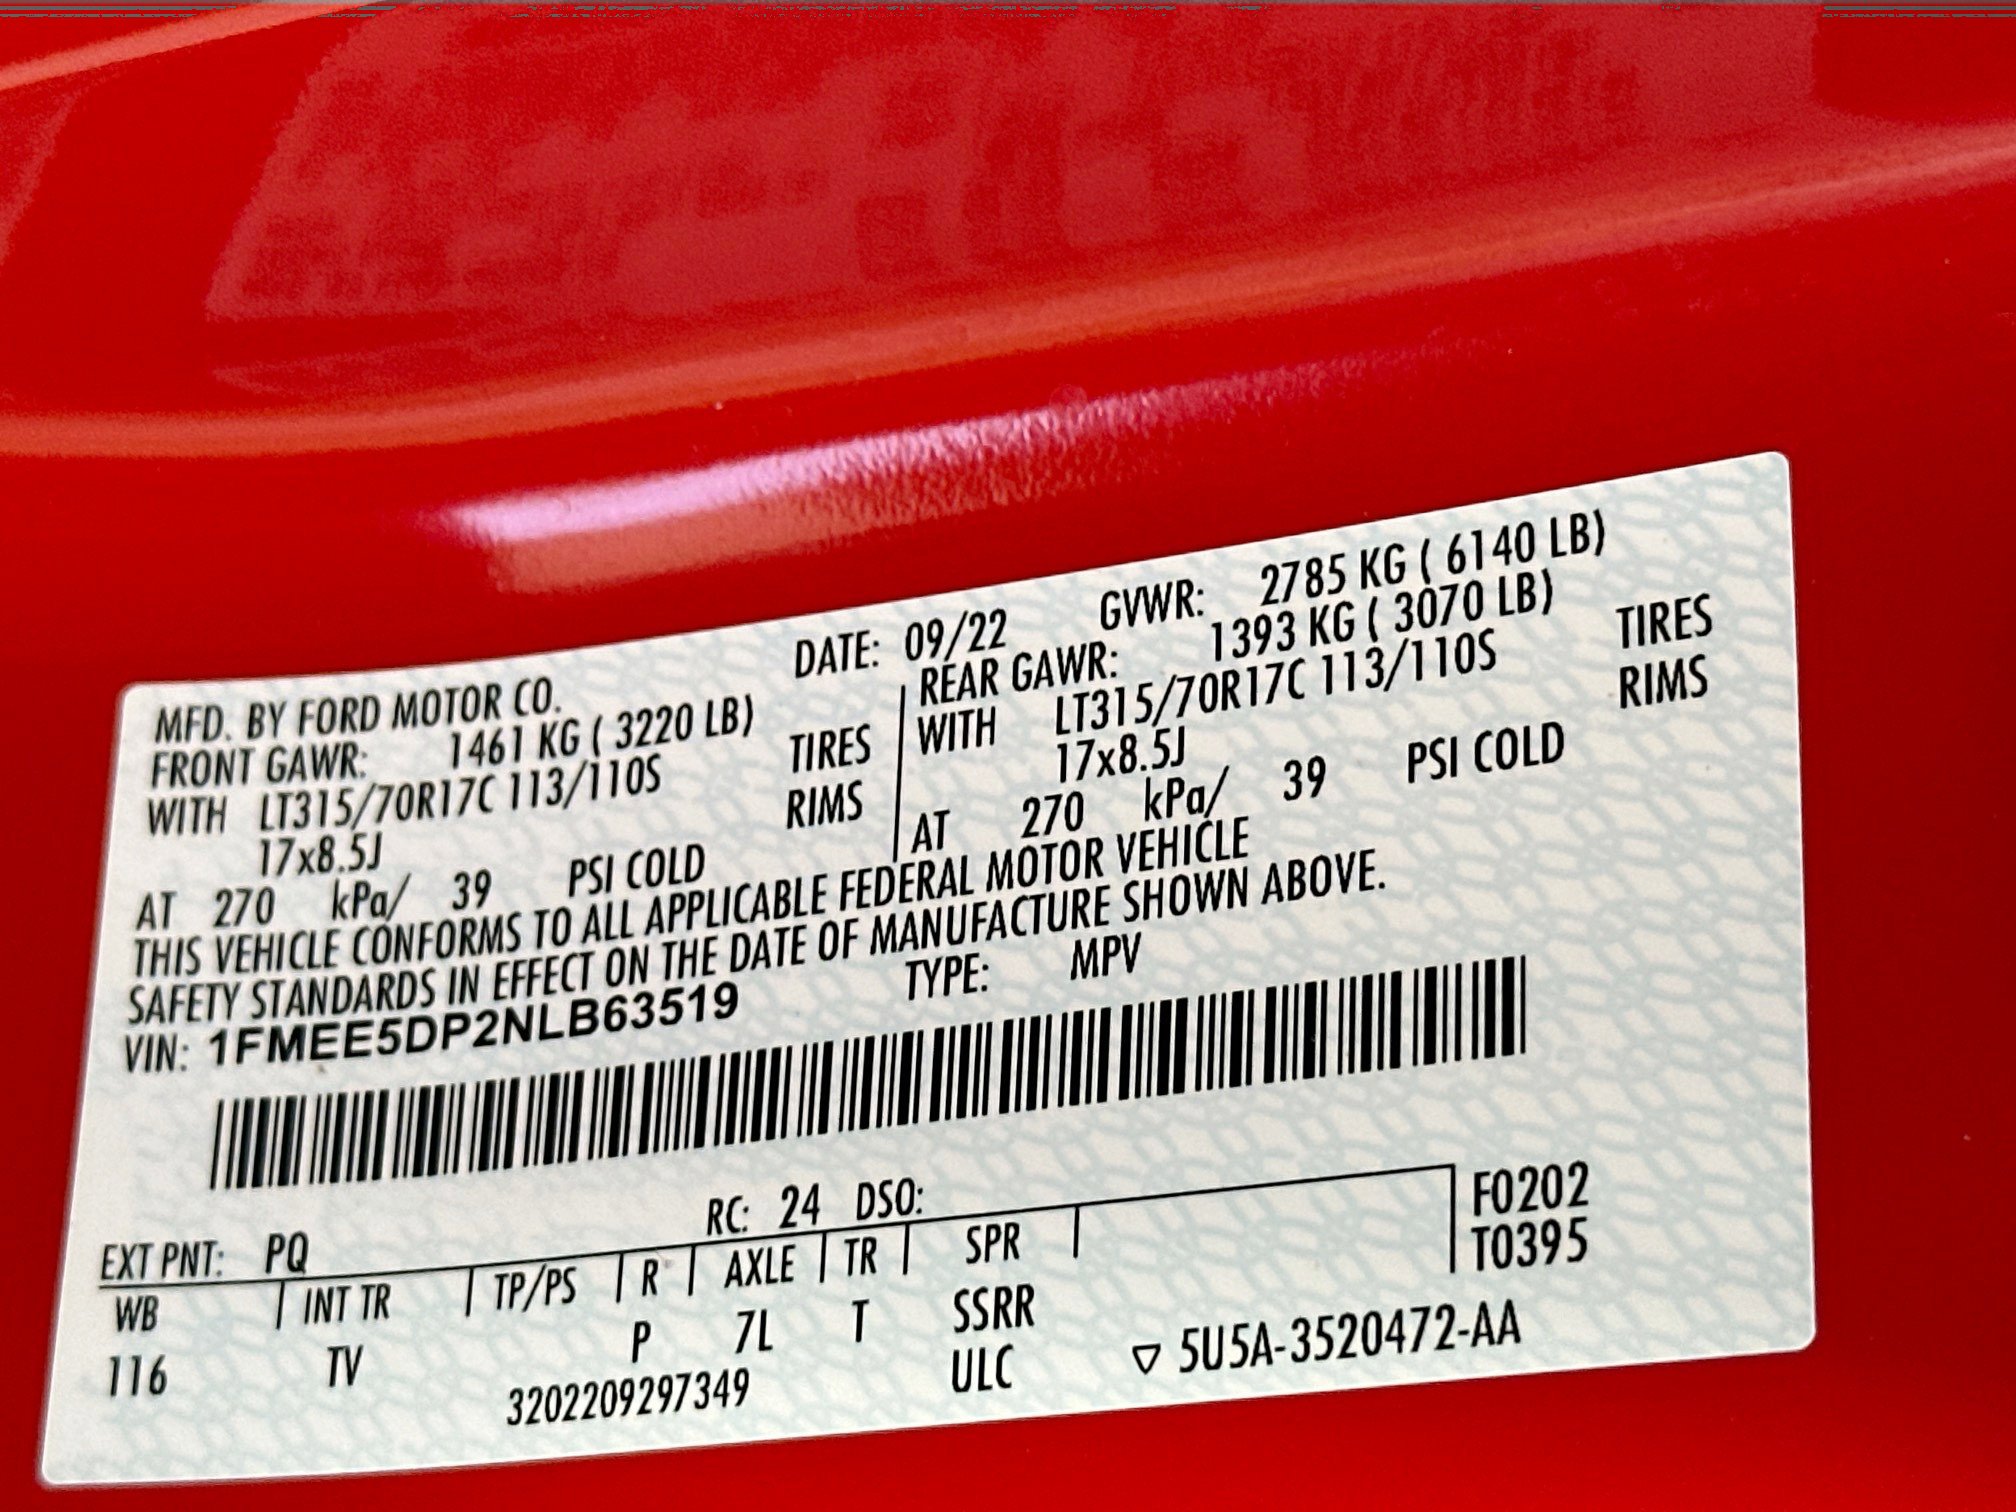 DATE: 09/22 GVWR: 2785 KG ( 6140 LB)
MFD. BY FORD MOTOR CO.
FRONT GAWR: 1461 KG ( 3220 LB)
WITH LT315/70R17C 113/110S TIRES
17x8.5J RIMS
AT 270 kPa/ 39 PSI COLD
REAR GAWR: 1393 KG ( 3070 LB)
WITH LT315/70R17C 113/110S TIRES
17x8.5J RIMS
AT 270 kPa/ 39 PSI COLD
THIS VEHICLE CONFORMS TO ALL APPLICABLE FEDERAL MOTOR VEHICLE
SAFETY STANDARDS IN EFFECT ON THE DATE OF MANUFACTURE SHOWN ABOVE.
VIN: 1FMEE5DP2NLB63519 TYPE: MPV
EXT PNT: PQ RC: 24 DSO: F0202
WB INT TR TP/PS R AXLE TR SPR T0395
116 TV P 7L T SSRR
ULC
3202209297349 ▽ 5U5A-3520472-AA